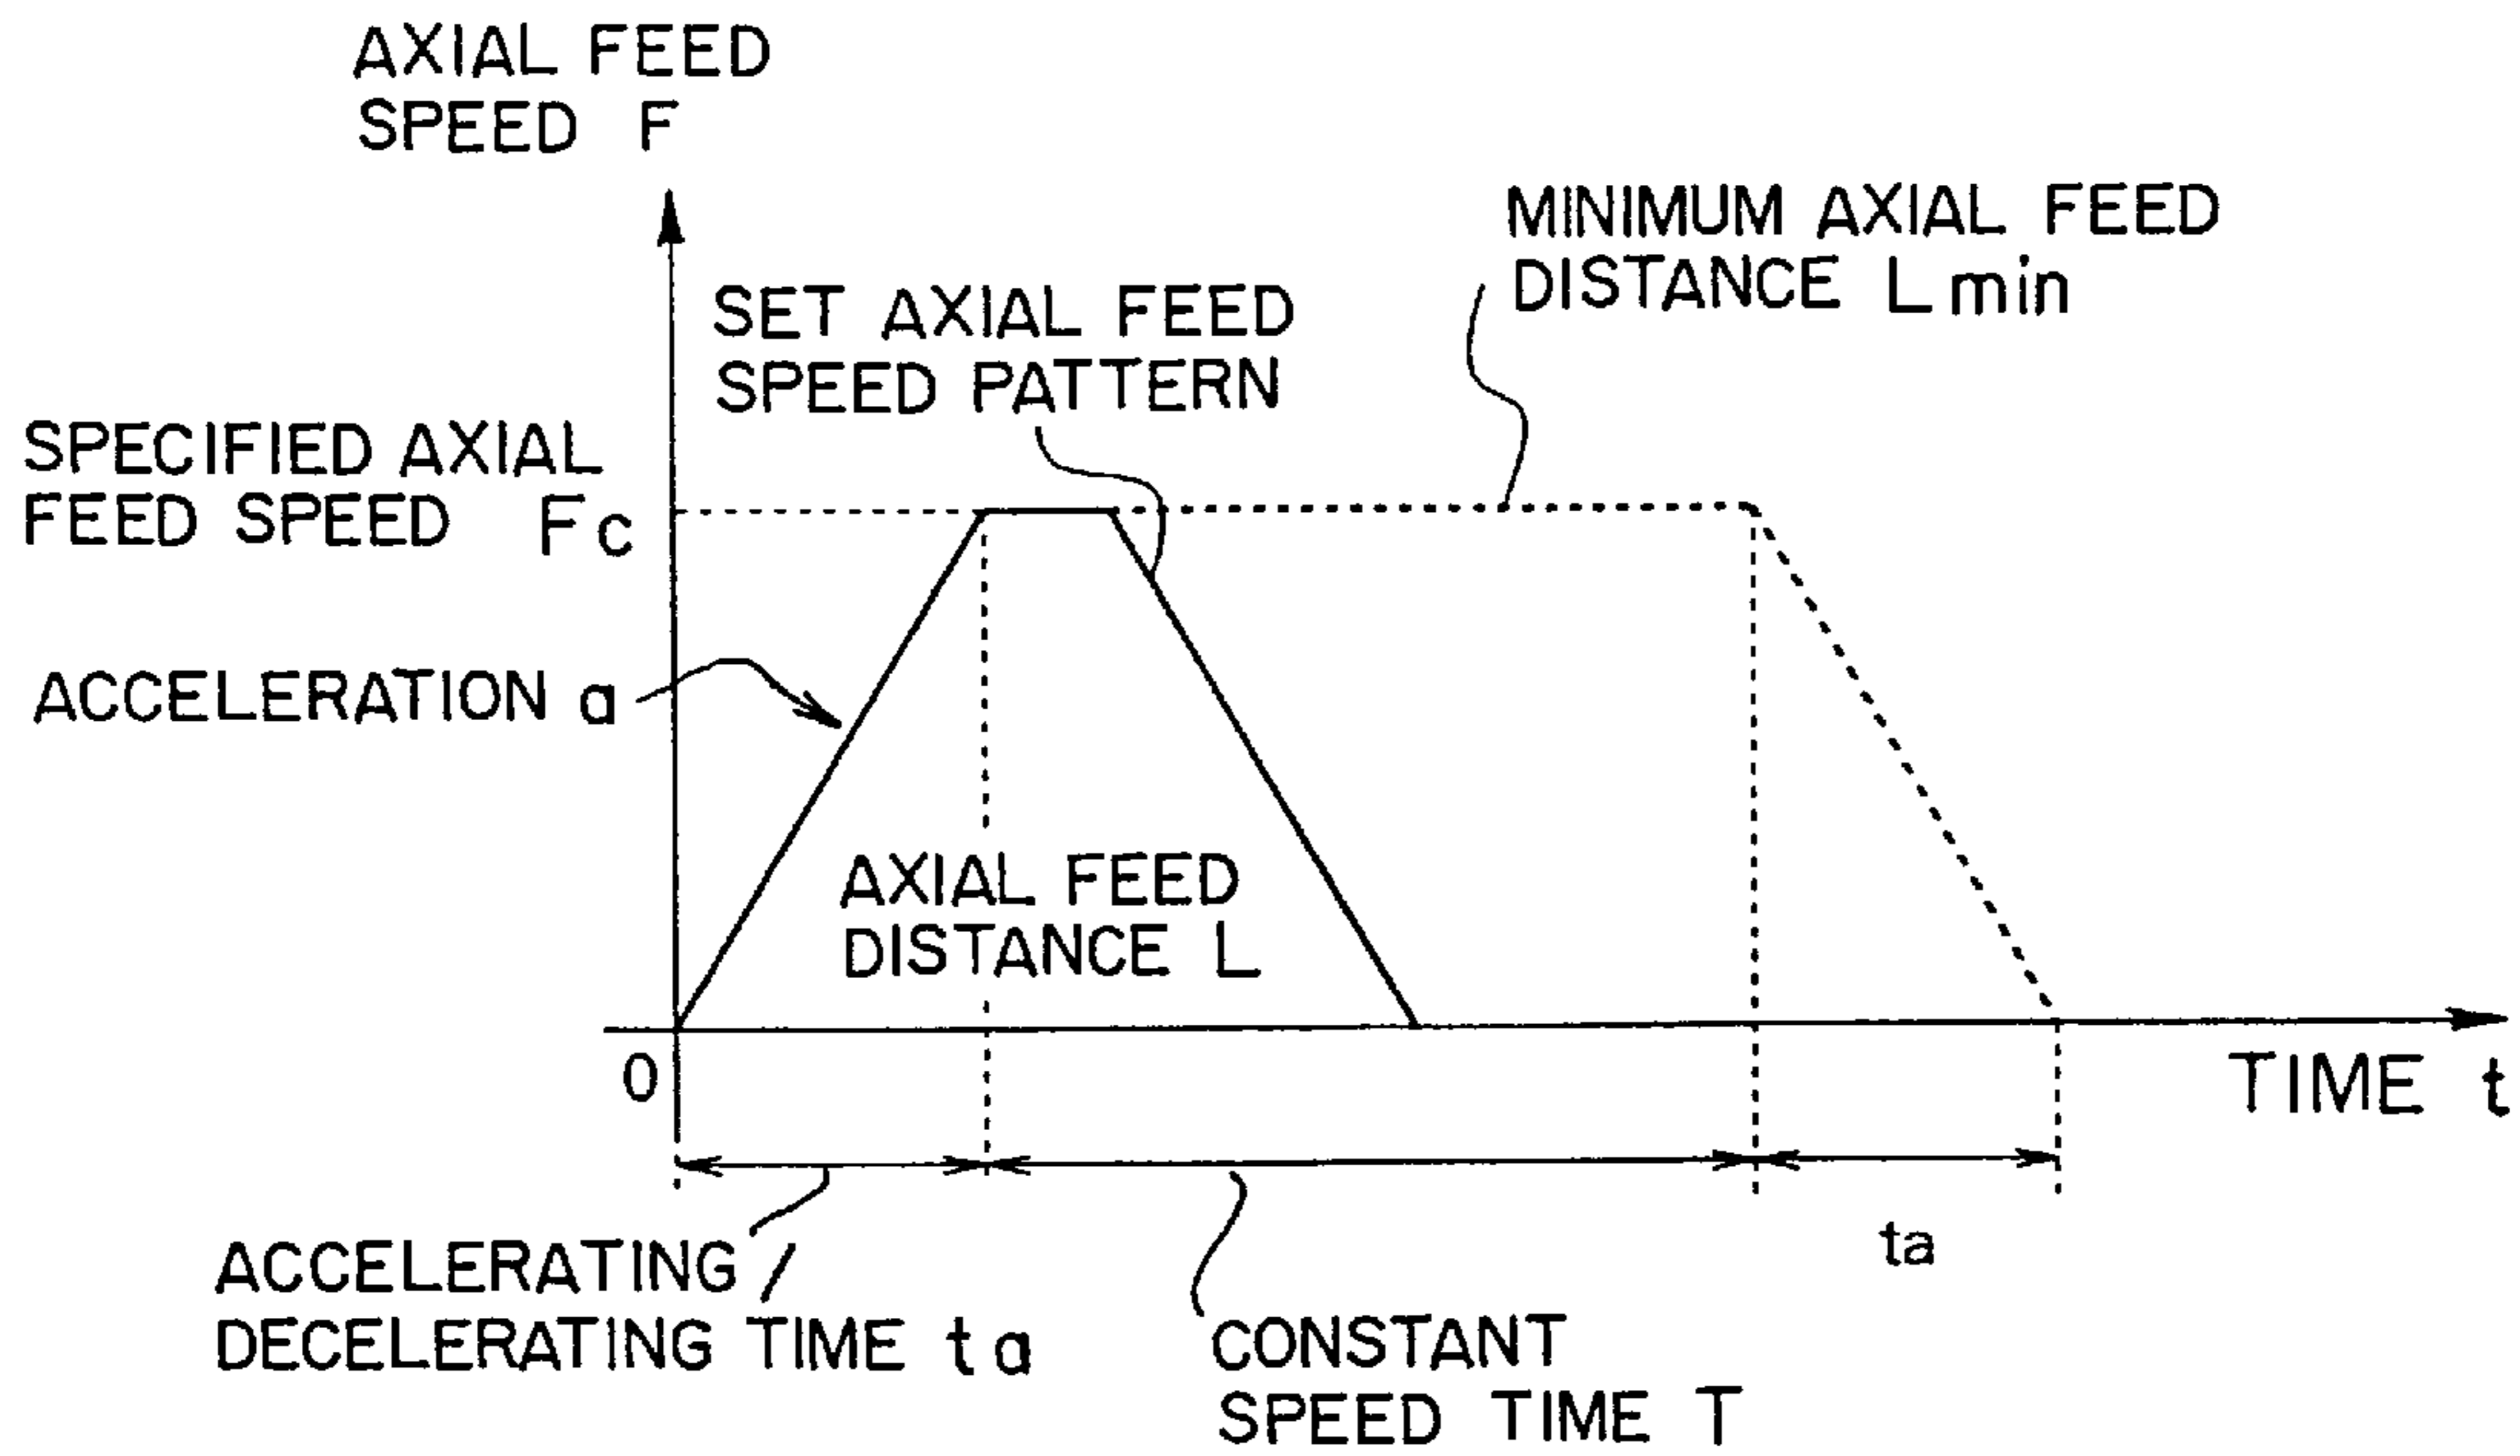 AXIAL FEED
SPEED F
MINIMUM AXIAL FEED
DISTANCE Lmin
SET AXIAL FEED
SPEED PATTERN
SPECIFIED AXIAL
FEED SPEED Fc
ACCELERATION a
AXIAL FEED
DISTANCE L
0
TIME t
ta
ACCELERATING /
DECELERATING TIME ta
CONSTANT
SPEED TIME T